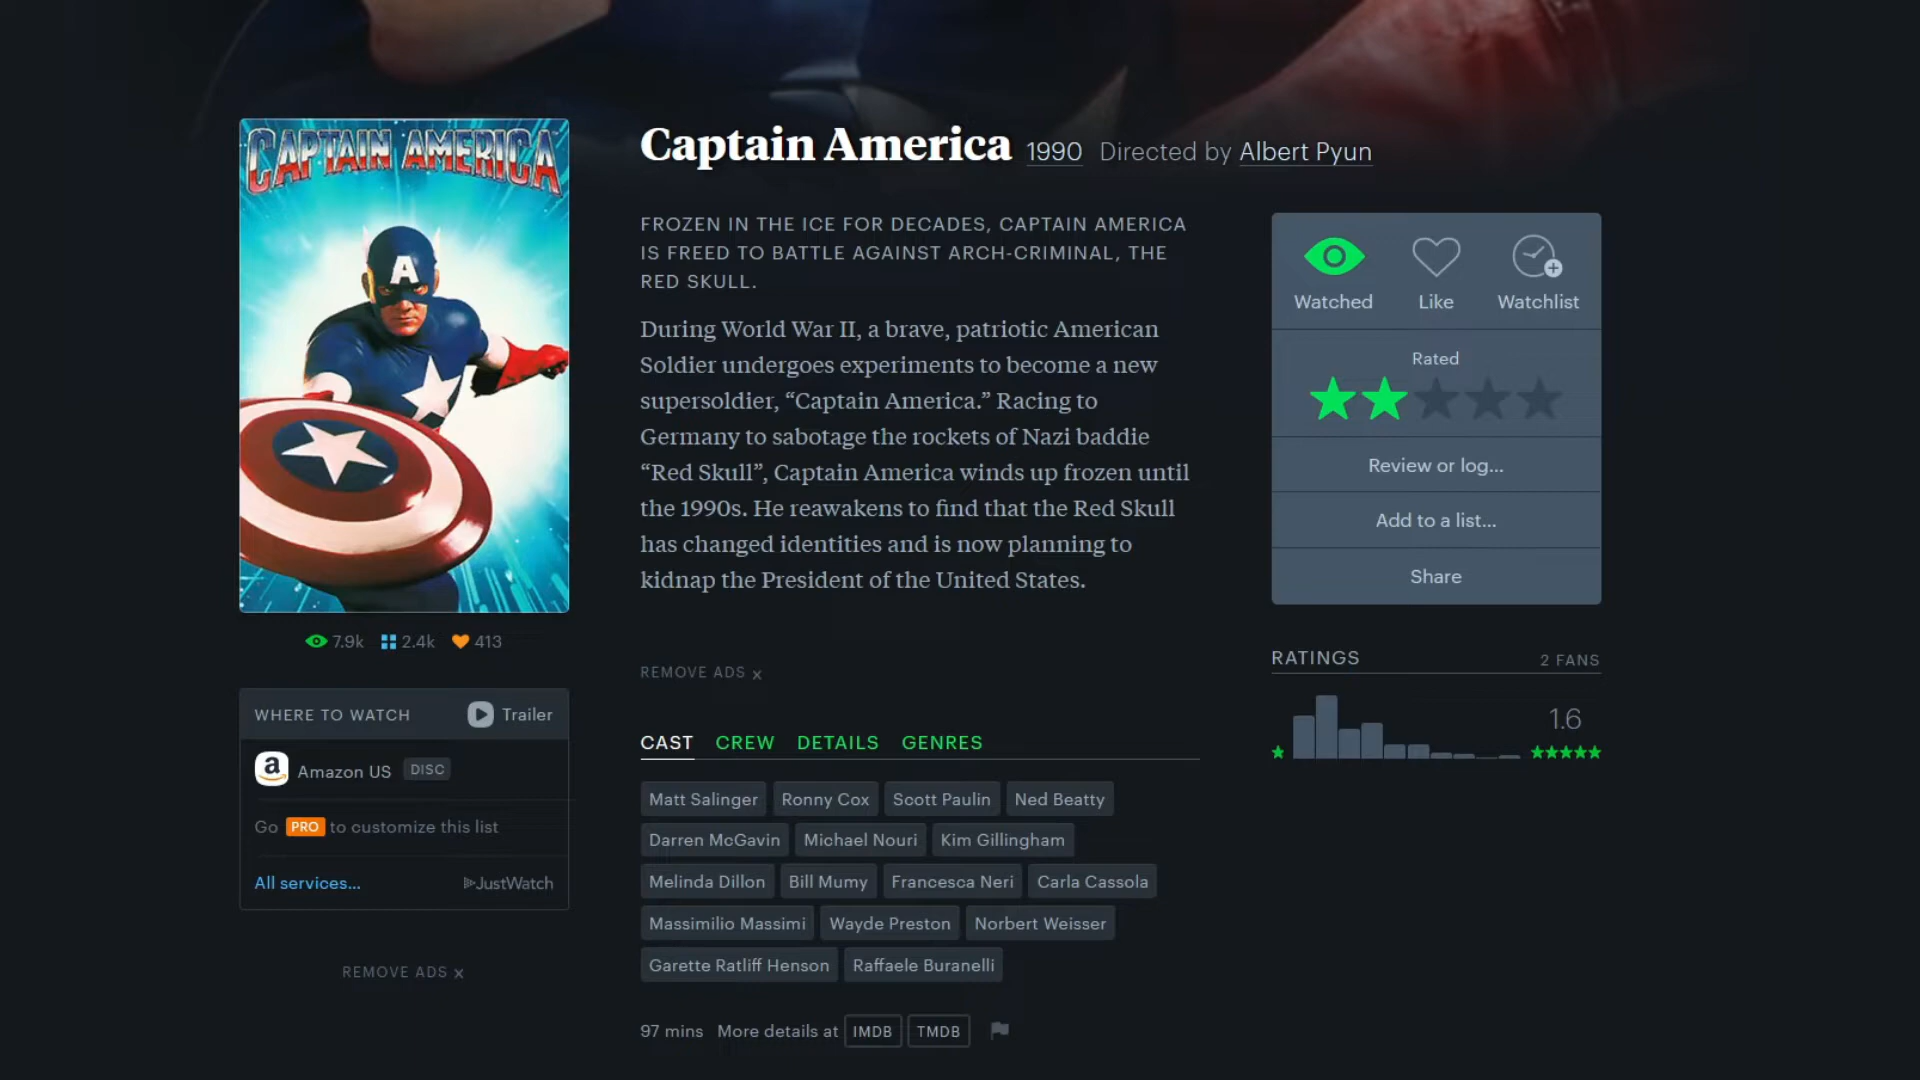 CAPTAIN AMERICA
A
Captain America 1990 Directed by Albert Pyun
FROZEN IN THE ICE FOR DECADES, CAPTAIN AMERICA
IS FREED TO BATTLE AGAINST ARCH-CRIMINAL, THE
RED SKULL.
During World War II, a brave, patriotic American
Soldier undergoes experiments to become a new
supersoldier, “Captain America.” Racing to
Germany to sabotage the rockets of Nazi baddie
“Red Skull”, Captain America winds up frozen until
the 1990s. He reawakens to find that the Red Skull
has changed identities and is now planning to
kidnap the President of the United States.
Watched Like Watchlist
Rated
Review or log...
Add to a list...
Share
7.9k 2.4k 413
RATINGS 2 FANS
1.6
REMOVE ADS x
WHERE TO WATCH Trailer
a Amazon US DISC
Go PRO to customize this list
All services... JustWatch
REMOVE ADS x
CAST CREW DETAILS GENRES
Matt Salinger Ronny Cox Scott Paulin Ned Beatty
Darren McGavin Michael Nouri Kim Gillingham
Melinda Dillon Bill Mumy Francesca Neri Carla Cassola
Massimilio Massimi Wayde Preston Norbert Weisser
Garette Ratliff Henson Raffaele Buranelli
97 mins More details at IMDB TMDB